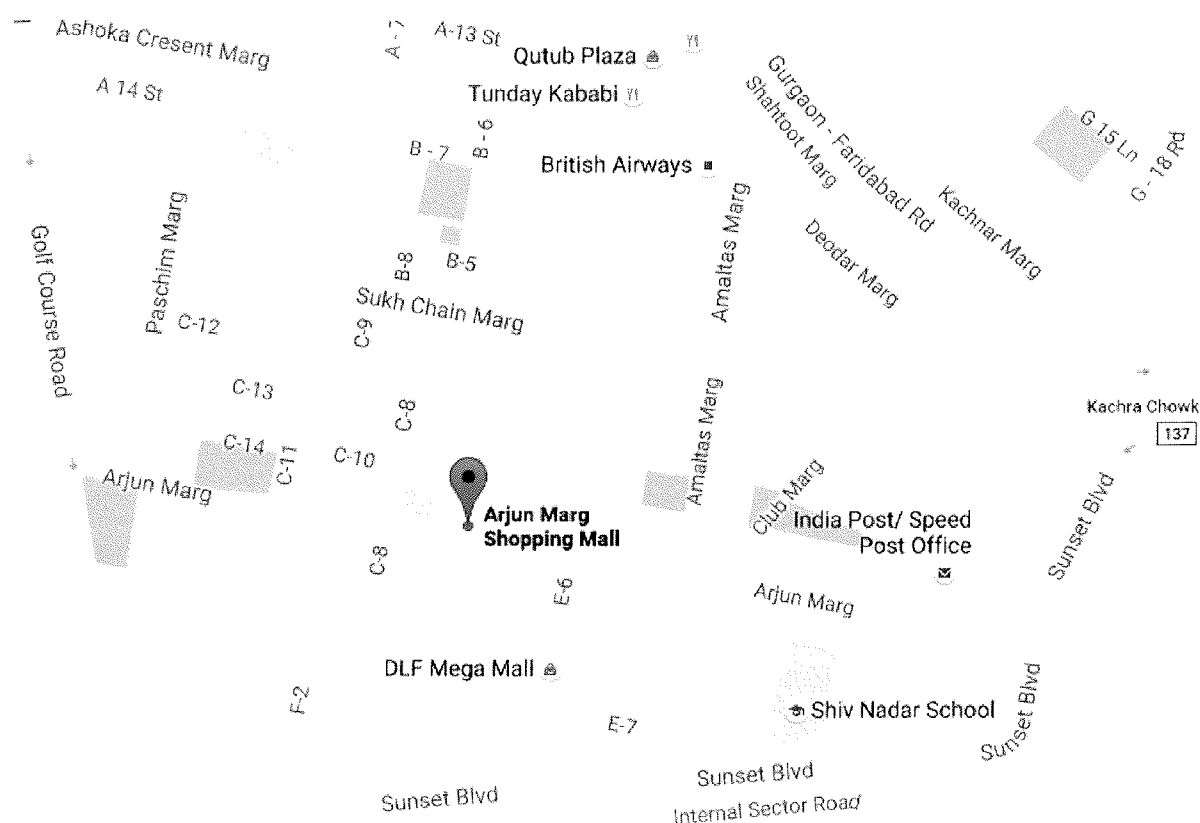 Ashoka Cresent Marg
A-7
A-13 St
Qutub Plaza
A 14 St
Tunday Kababi
Gurgaon - Faridabad Rd
Shahtoot Marg
G 15 Ln
G - 18 Rd
B - 7
B - 6
British Airways
Kachnar Marg
Deodar Marg
Amaltas Marg
Paschim Marg
Golf Course Road
B-8
B-5
Sukh Chain Marg
C-12
C-9
C-13
C-8
Kachra Chowk
137
Amaltas Marg
C-14
C-11
C-10
Arjun Marg
Club Marg
Sunset Blvd
Arjun Marg
Shopping Mall
India Post/ Speed
Post Office
C-8
E-6
Arjun Marg
DLF Mega Mall
F-2
E-7
Shiv Nadar School
Sunset Blvd
Sunset Blvd
Sunset Blvd
Internal Sector Road